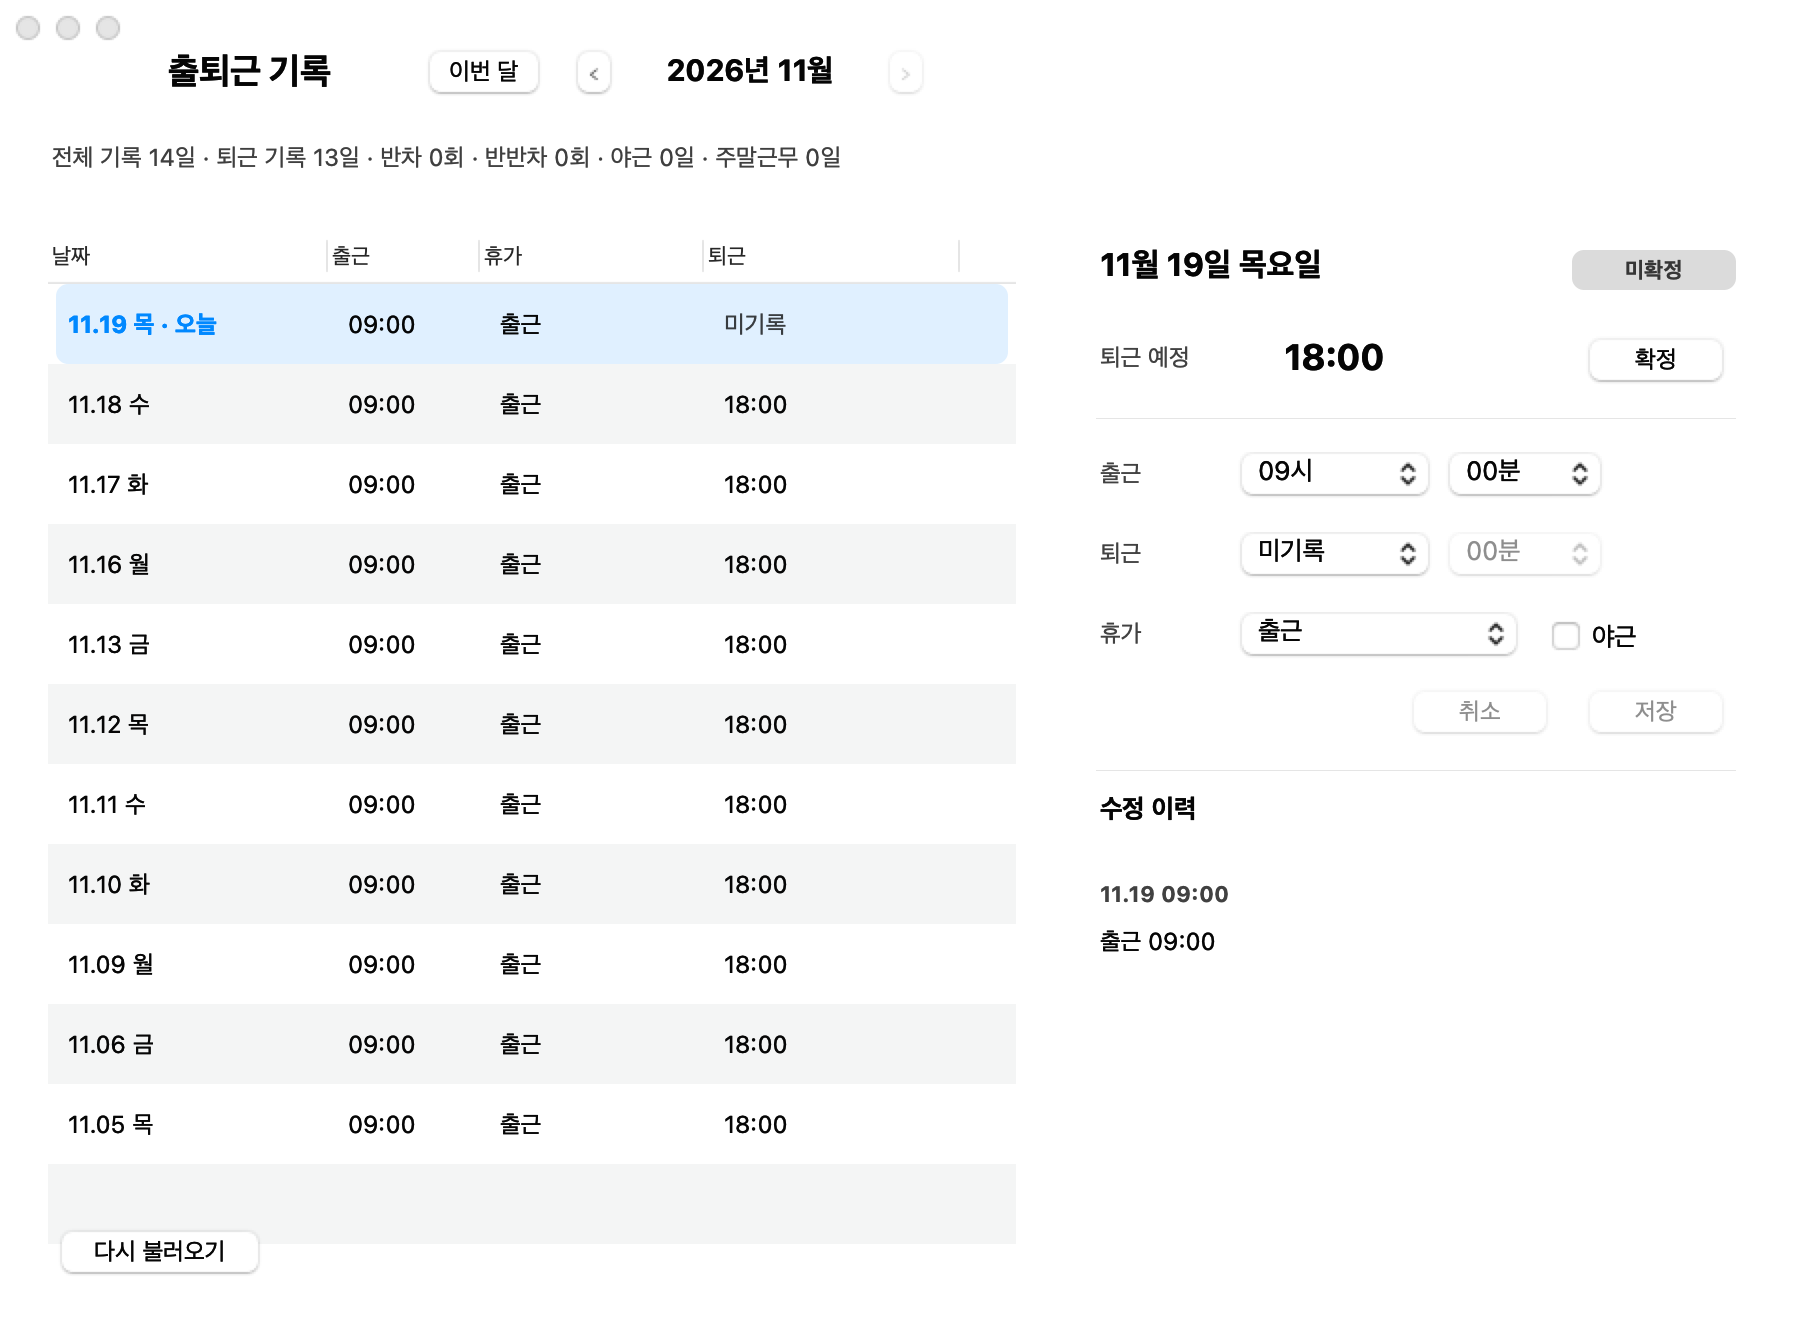 출퇴근 기록
이번 달
<
2026년 11월
>
전체 기록 14일 · 퇴근 기록 13일 · 반차 0회 · 반반차 0회 · 야근 0일 · 주말근무 0일
날짜 출근 휴가 퇴근
11.19 목 · 오늘 09:00 출근 미기록
11.18 수 09:00 출근 18:00
11.17 화 09:00 출근 18:00
11.16 월 09:00 출근 18:00
11.13 금 09:00 출근 18:00
11.12 목 09:00 출근 18:00
11.11 수 09:00 출근 18:00
11.10 화 09:00 출근 18:00
11.09 월 09:00 출근 18:00
11.06 금 09:00 출근 18:00
11.05 목 09:00 출근 18:00
다시 불러오기
11월 19일 목요일
미확정
퇴근 예정 18:00 확정
출근 09시 00분
퇴근 미기록 00분
휴가 출근 야근
취소 저장
수정 이력
11.19 09:00
출근 09:00